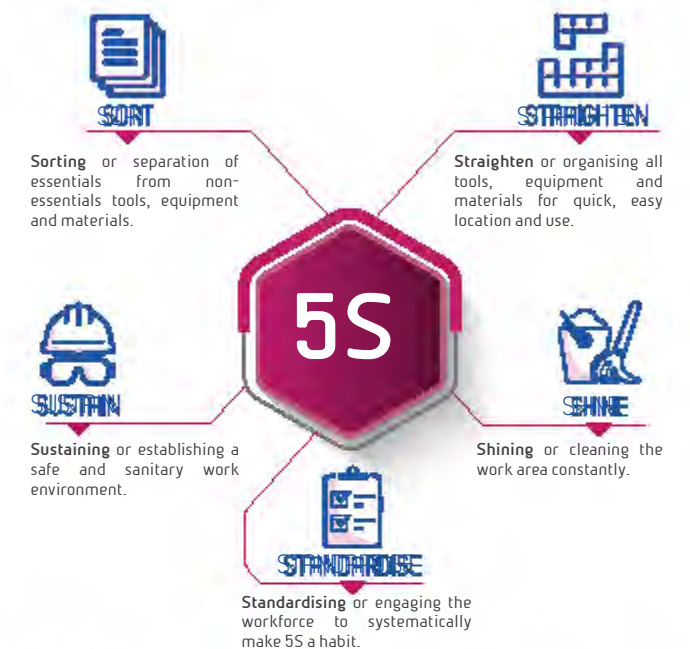 SORT
Sorting or separation of
essentials from non-
essentials tools, equipment
and materials.
STRAIGHTEN
Straighten or organising all
tools, equipment and
materials for quick, easy
location and use.
5S
SUSTAIN
Sustaining or establishing a
safe and sanitary work
environment.
SHINE
Shining or cleaning the
work area constantly.
STANDARDISE
Standardising or engaging the
workforce to systematically
make 5S a habit.